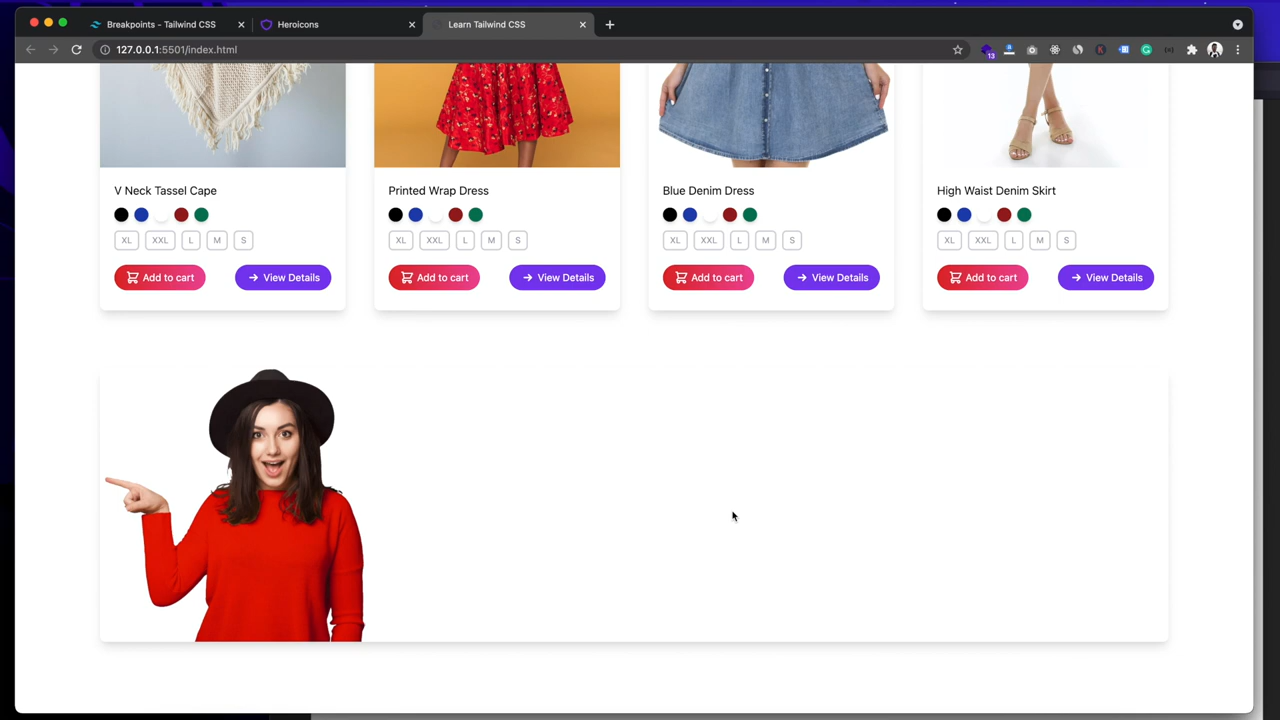 Breakpoints - Tailwind CSS
Heroicons
Learn Tailwind CSS
127.0.0.1:5501/index.html
13
V Neck Tassel Cape
XL XXL L M S
Add to cart
View Details
Printed Wrap Dress
XL XXL L M S
Add to cart
View Details
Blue Denim Dress
XL XXL L M S
Add to cart
View Details
High Waist Denim Skirt
XL XXL L M S
Add to cart
View Details